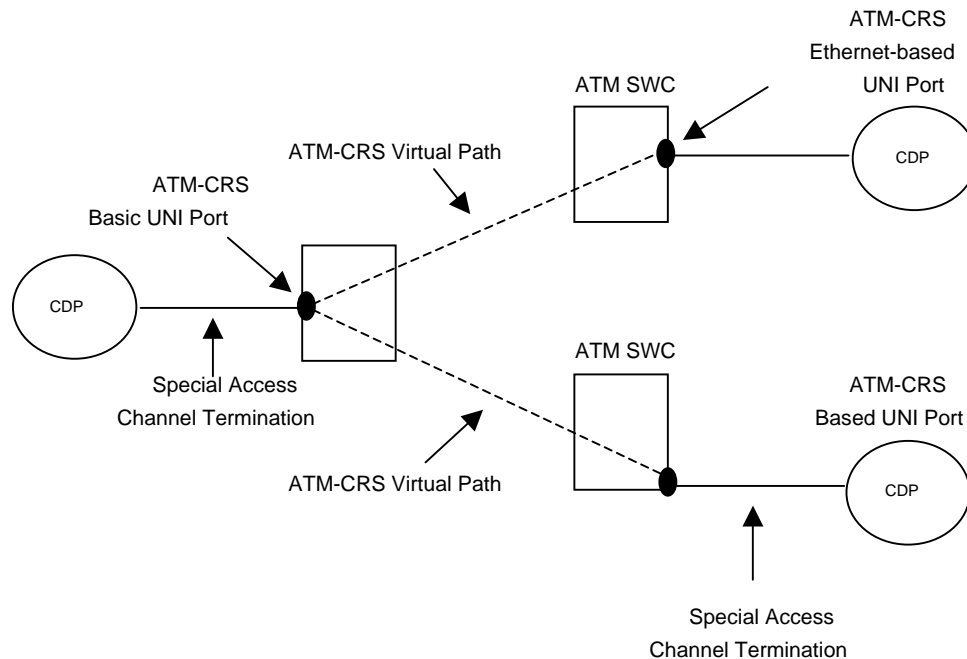 ATM-CRS
Ethernet-based
UNI Port
ATM SWC
CDP
ATM-CRS Virtual Path
ATM-CRS
Basic UNI Port
CDP
Special Access
Channel Termination
ATM SWC
ATM-CRS
Based UNI Port
CDP
ATM-CRS Virtual Path
Special Access
Channel Termination